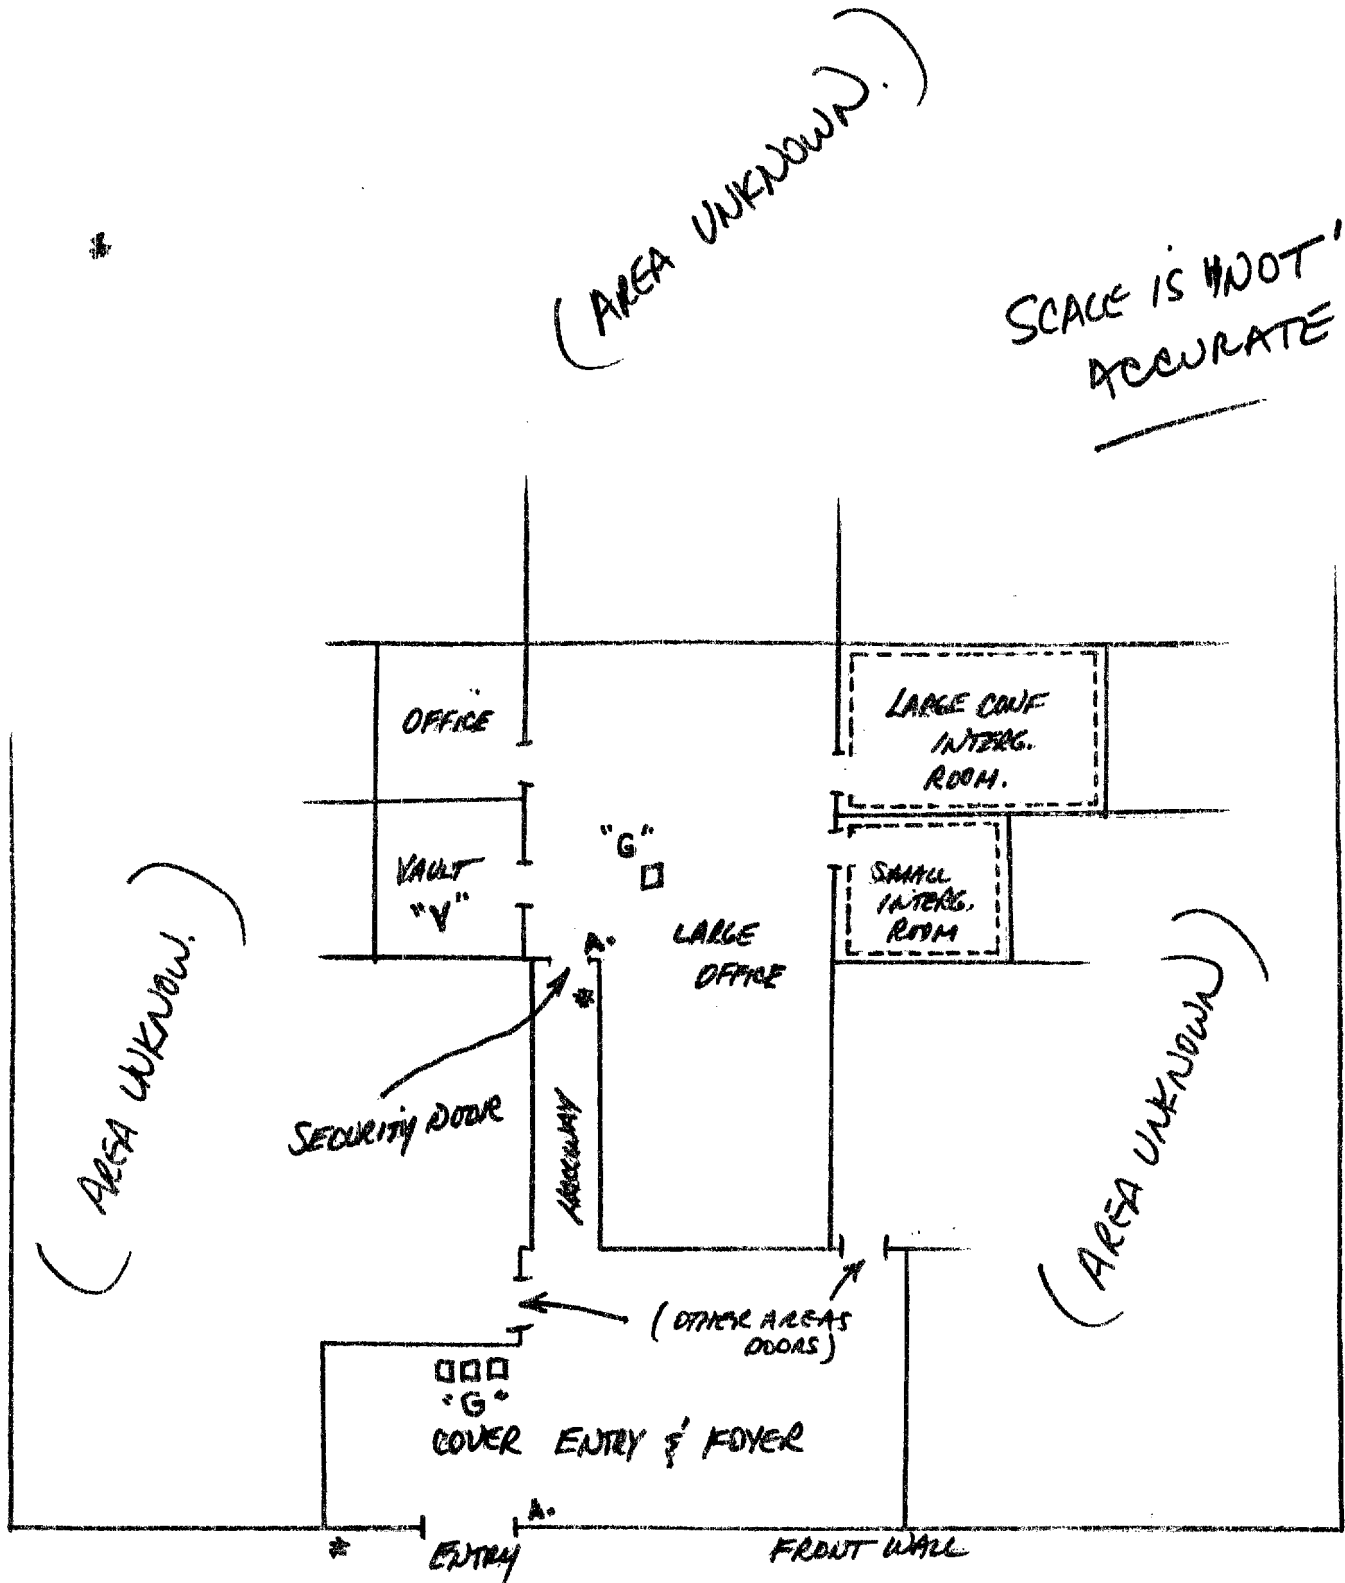 (AREA UNKNOWN.)
*
SCALE IS "NOT'
ACCURATE
OFFICE
LARGE CONF
INTERG.
ROOM.
"G"
VAULT
"V"
SMALL
INTERG.
ROOM
A.
LARGE
OFFICE
*
(AREA UNKNOW.)
(AREA UNKNOWN)
SECURITY DOOR
HALLWAY
(OTHER AREAS
DOORS)
"G"
COVER ENTRY & FOYER
A.
*
ENTRY
FRONT WALL